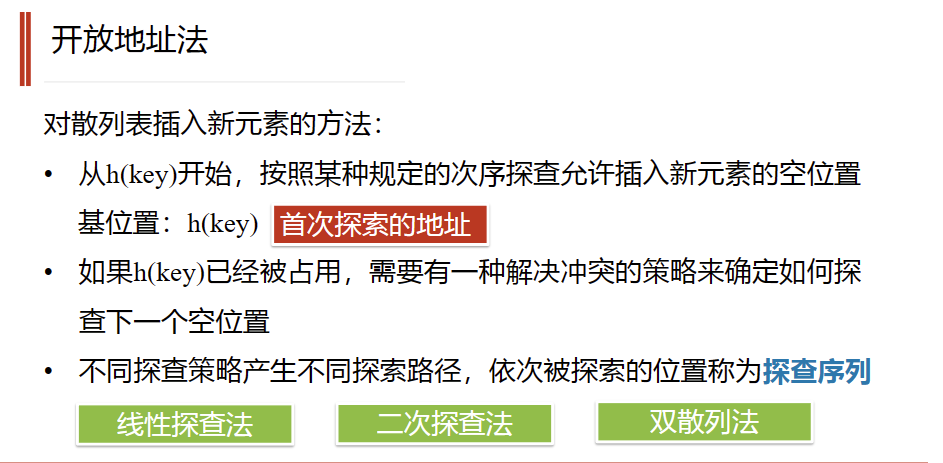 开放地址法
对散列表插入新元素的方法：
• 从h(key)开始，按照某种规定的次序探查允许插入新元素的空位置
基位置：h(key) 首次探索的地址
• 如果h(key)已经被占用，需要有一种解决冲突的策略来确定如何探
查下一个空位置
• 不同探查策略产生不同探索路径，依次被探索的位置称为探查序列
线性探查法 二次探查法 双散列法